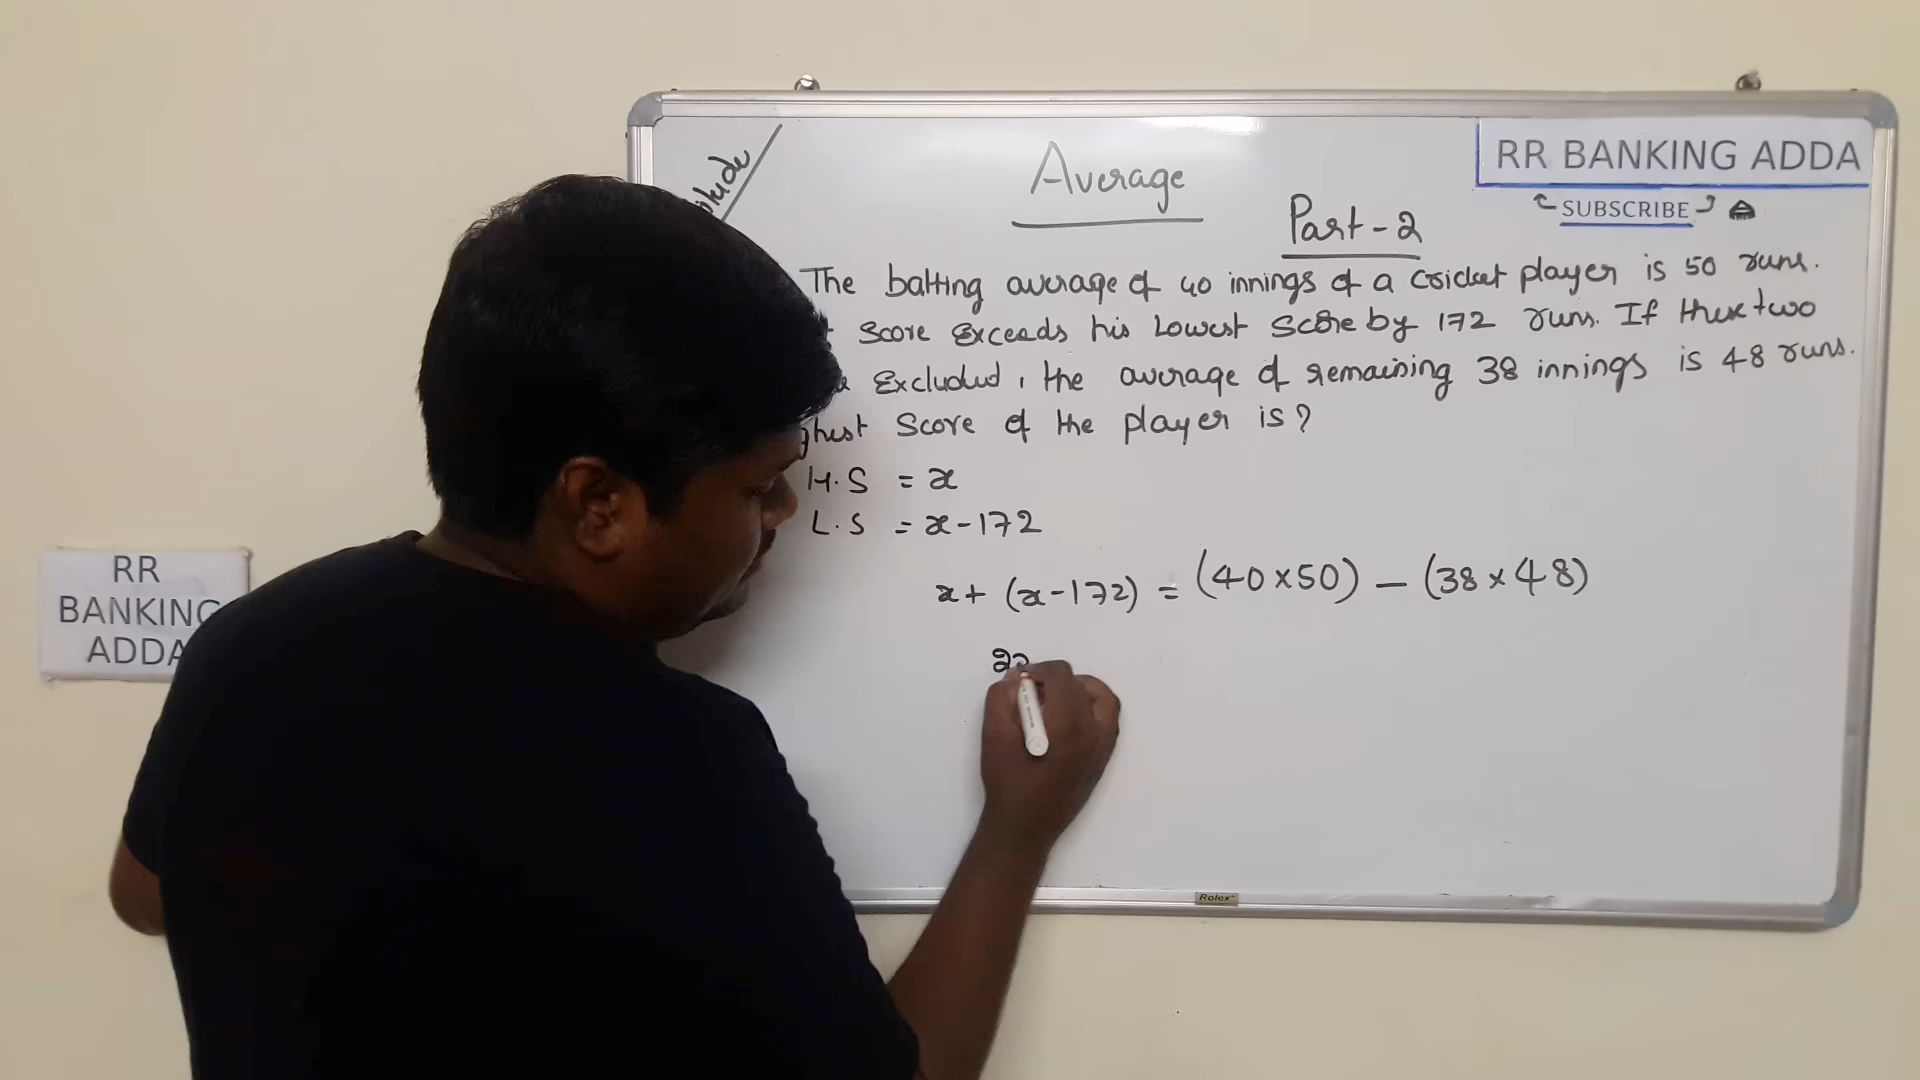 Average
Part-2
RR BANKING ADDA
SUBSCRIBE
The batting average of 40 innings of a cricket player is 50 runs.
Score Exceeds his Lowest Score by 172 runs. If these two
Excluded, the average of remaining 38 innings is 48 runs.
ghest Score of the player is?
H.S = x
L.S = x-172
x+ (x-172) = (40×50) - (38×48)
2x
RR
BANKING
ADDA
Rolex